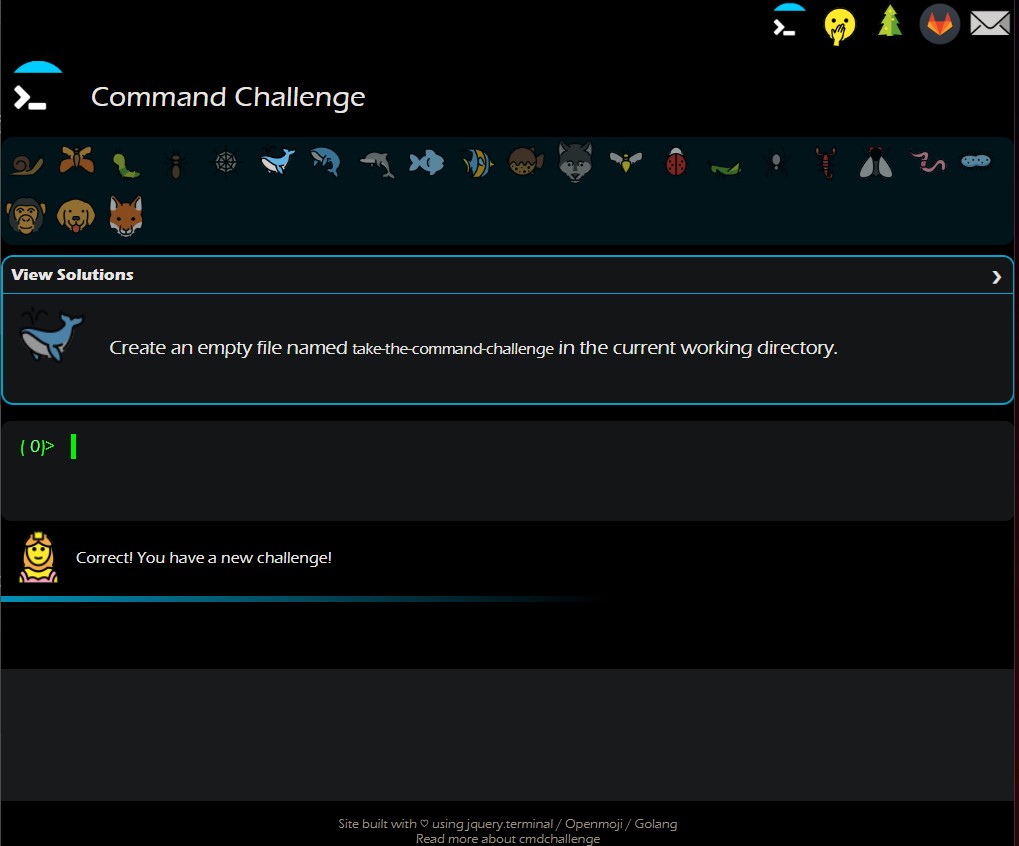 Command Challenge
View Solutions
Create an empty file named take-the-command-challenge in the current working directory.
( 0)>
Correct! You have a new challenge!
Site built with ♡ using jquery.terminal / Openmoji / Golang
Read more about cmdchallenge